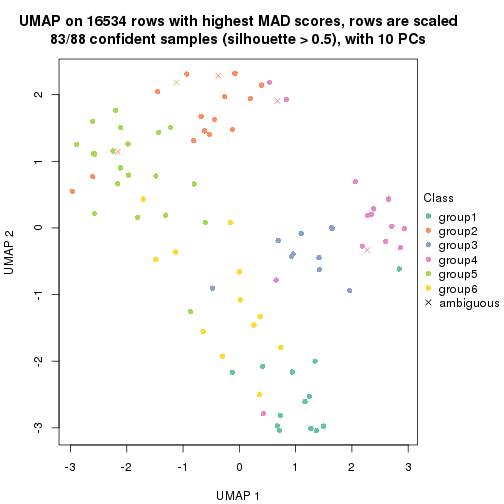 UMAP on 16534 rows with highest MAD scores, rows are scaled
83/88 confident samples (silhouette > 0.5), with 10 PCs
UMAP 2
2
1
0
-1
-2
-3
-3
-2
-1
0
1
2
3
UMAP 1
Class
group1
group2
group3
group4
group5
group6
ambiguous